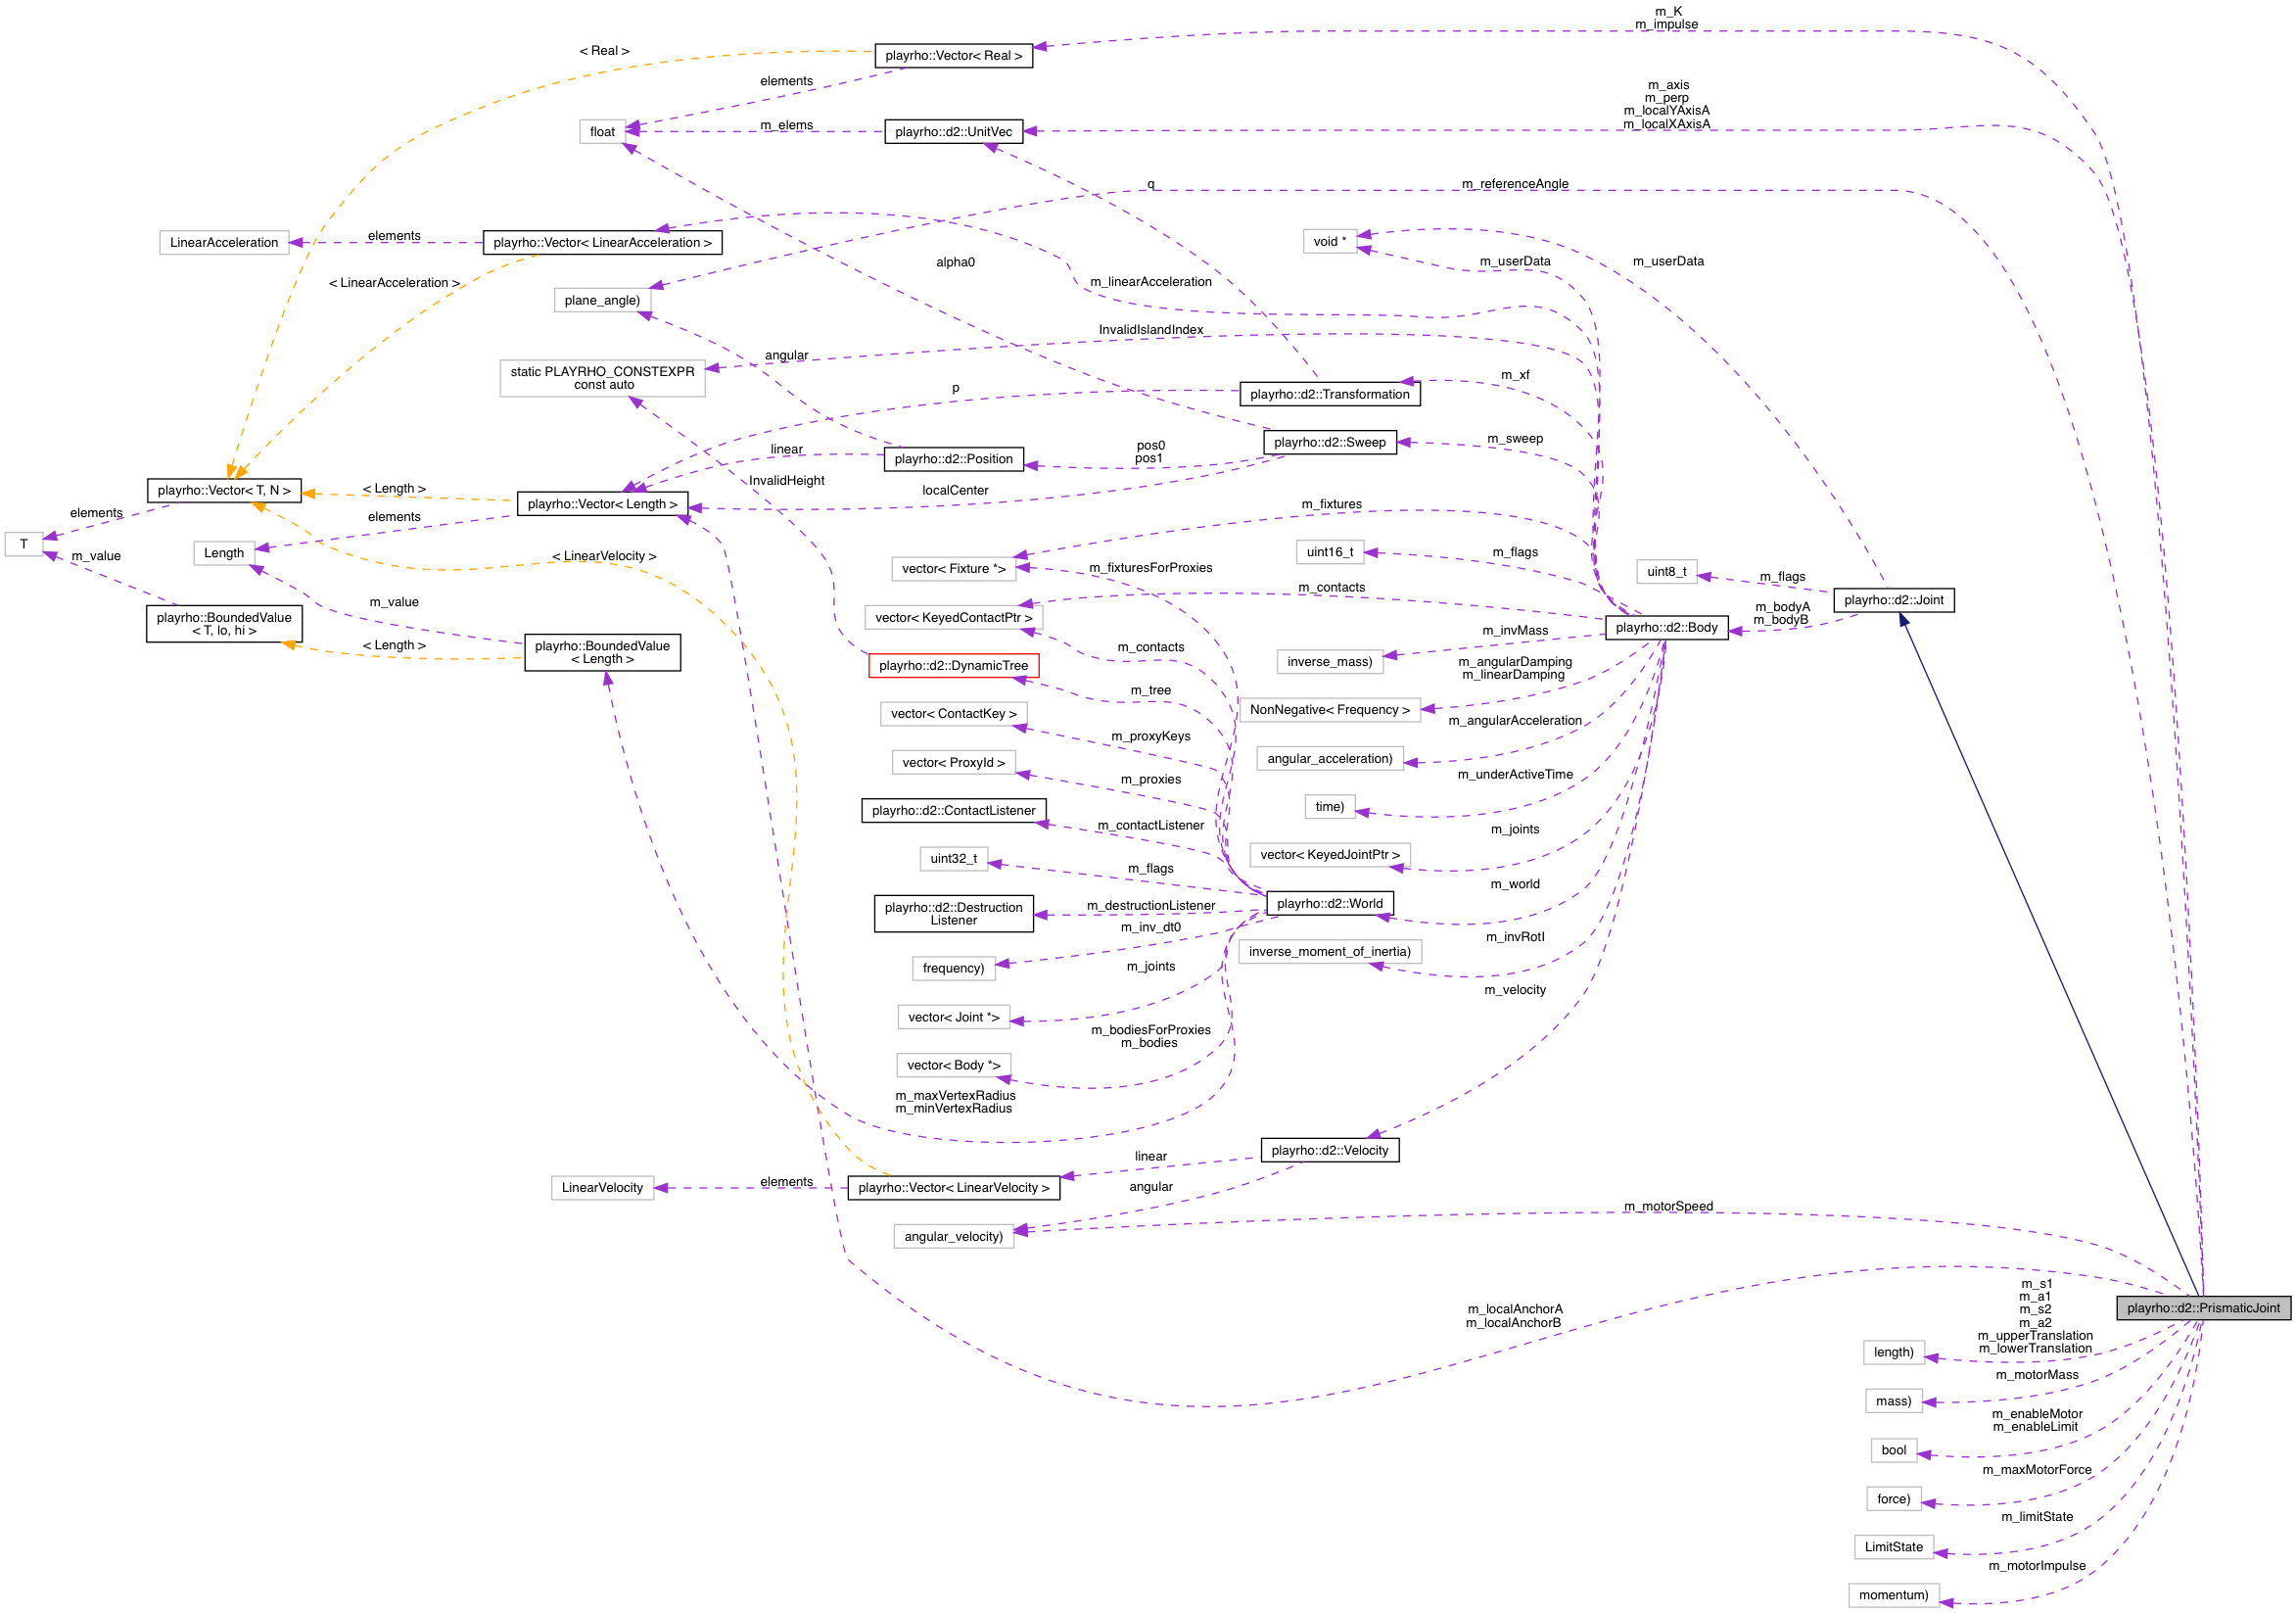 m_K
m_impulse
< Real >
playrho::Vector< Real >
elements
m_axis
m_perp
m_localYAxisA
m_localXAxisA
float
m_elems
playrho::d2::UnitVec
q
m_referenceAngle
LinearAcceleration
elements
playrho::Vector< LinearAcceleration >
void *
m_userData
m_userData
alpha0
< LinearAcceleration >
m_linearAcceleration
plane_angle)
InvalidIslandIndex
angular
static PLAYRHO_CONSTEXPR
const auto
m_xf
p
playrho::d2::Transformation
m_sweep
playrho::d2::Sweep
pos0
pos1
linear
playrho::d2::Position
InvalidHeight
localCenter
playrho::Vector< T, N >
< Length >
playrho::Vector< Length >
m_fixtures
elements
elements
T
m_value
Length
< LinearVelocity >
uint16_t
m_flags
vector< Fixture *>
m_fixturesForProxies
uint8_t
m_flags
m_contacts
playrho::d2::Joint
m_value
playrho::BoundedValue
< T, lo, hi >
vector< KeyedContactPtr >
m_bodyA
m_bodyB
playrho::d2::Body
m_invMass
< Length >
playrho::BoundedValue
< Length >
m_contacts
playrho::d2::DynamicTree
inverse_mass)
m_angularDamping
m_linearDamping
m_tree
vector< ContactKey >
NonNegative< Frequency >
m_angularAcceleration
m_proxyKeys
vector< ProxyId >
angular_acceleration)
m_underActiveTime
m_proxies
playrho::d2::ContactListener
time)
m_contactListener
m_joints
uint32_t
vector< KeyedJointPtr >
m_flags
m_world
playrho::d2::Destruction
Listener
m_destructionListener
playrho::d2::World
m_inv_dt0
m_invRotI
inverse_moment_of_inertia)
frequency)
m_joints
m_velocity
vector< Joint *>
m_bodiesForProxies
m_bodies
vector< Body *>
m_maxVertexRadius
m_minVertexRadius
playrho::d2::Velocity
linear
LinearVelocity
elements
playrho::Vector< LinearVelocity >
angular
m_motorSpeed
angular_velocity)
m_s1
m_a1
m_s2
m_a2
m_upperTranslation
m_lowerTranslation
playrho::d2::PrismaticJoint
m_localAnchorA
m_localAnchorB
length)
m_motorMass
mass)
m_enableMotor
m_enableLimit
bool
m_maxMotorForce
force)
m_limitState
LimitState
m_motorImpulse
momentum)